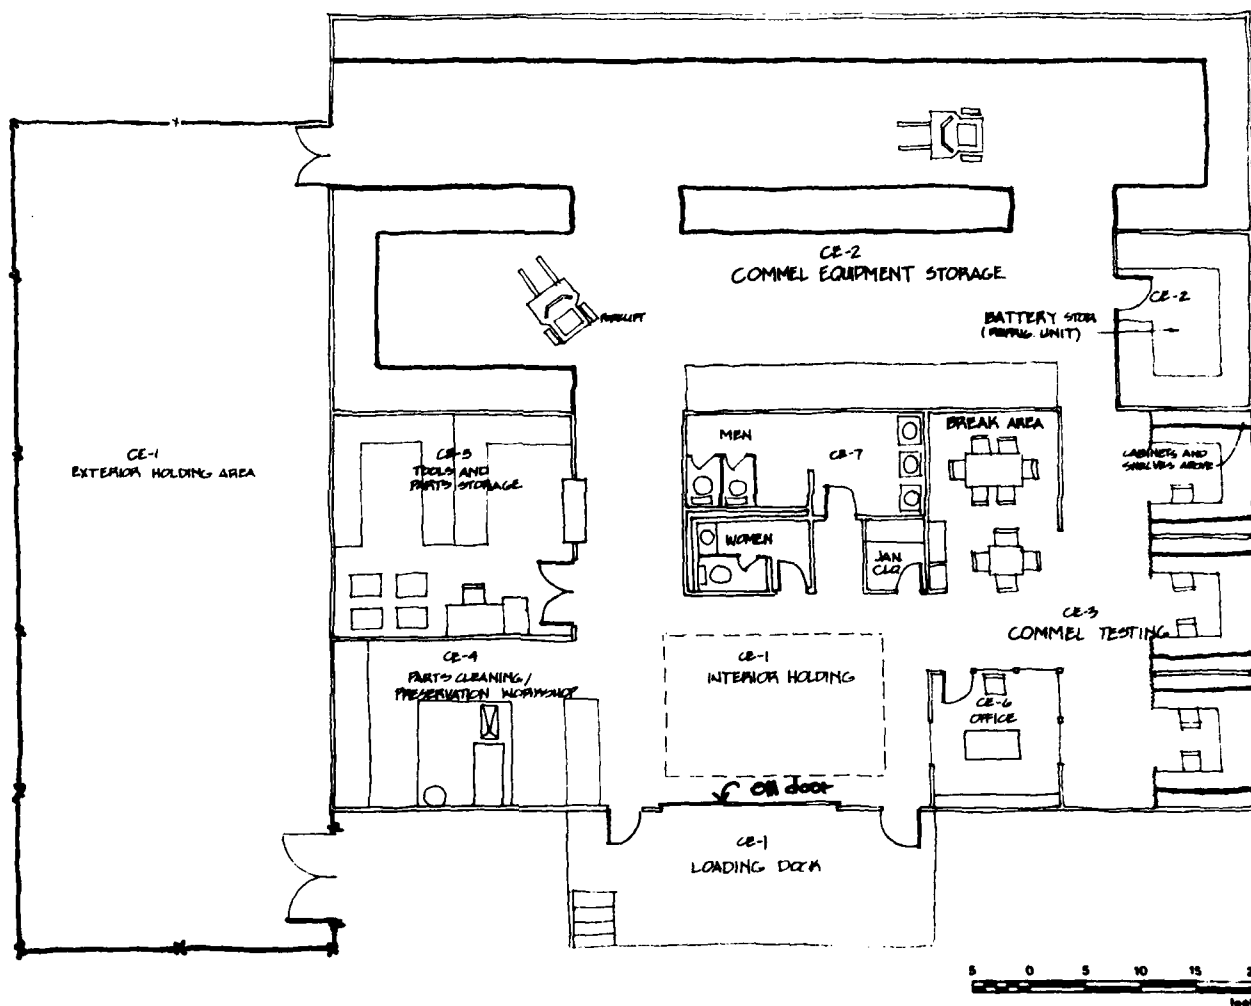 CE-2
COMMEL EQUIPMENT STORAGE
FORKLIFT
CE-2
BATTERY STOR
(REFRIG. UNIT)
CE-1
EXTERIOR HOLDING AREA
CE-5
TOOLS AND
PARTS STORAGE
MEN
CE-7
BREAK AREA
CABINETS AND
SHELVES ABOVE
WOMEN
JAN
CLO
CE-3
COMMEL TESTING
CE-4
PARTS CLEANING/
PRESERVATION WORKSHOP
CE-1
INTERIOR HOLDING
CE-6
OFFICE
door
CE-1
LOADING DOCK
5 0 5 10 15